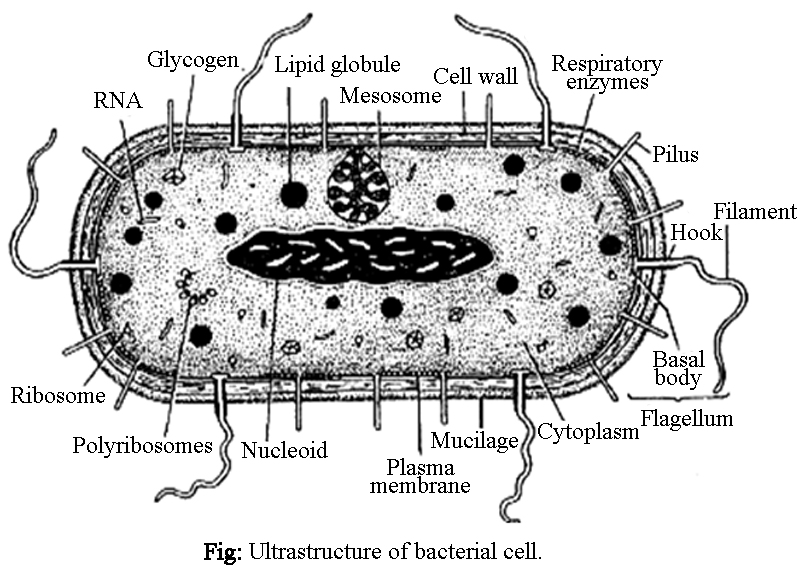 Glycogen
Lipid globule
Respiratory
enzymes
Cell wall
Mesosome
RNA
Pilus
Filament
Hook
Basal
body
Ribosome
Flagellum
Polyribosomes
Nucleoid
Mucilage
Cytoplasm
Plasma
membrane
Fig: Ultrastructure of bacterial cell.